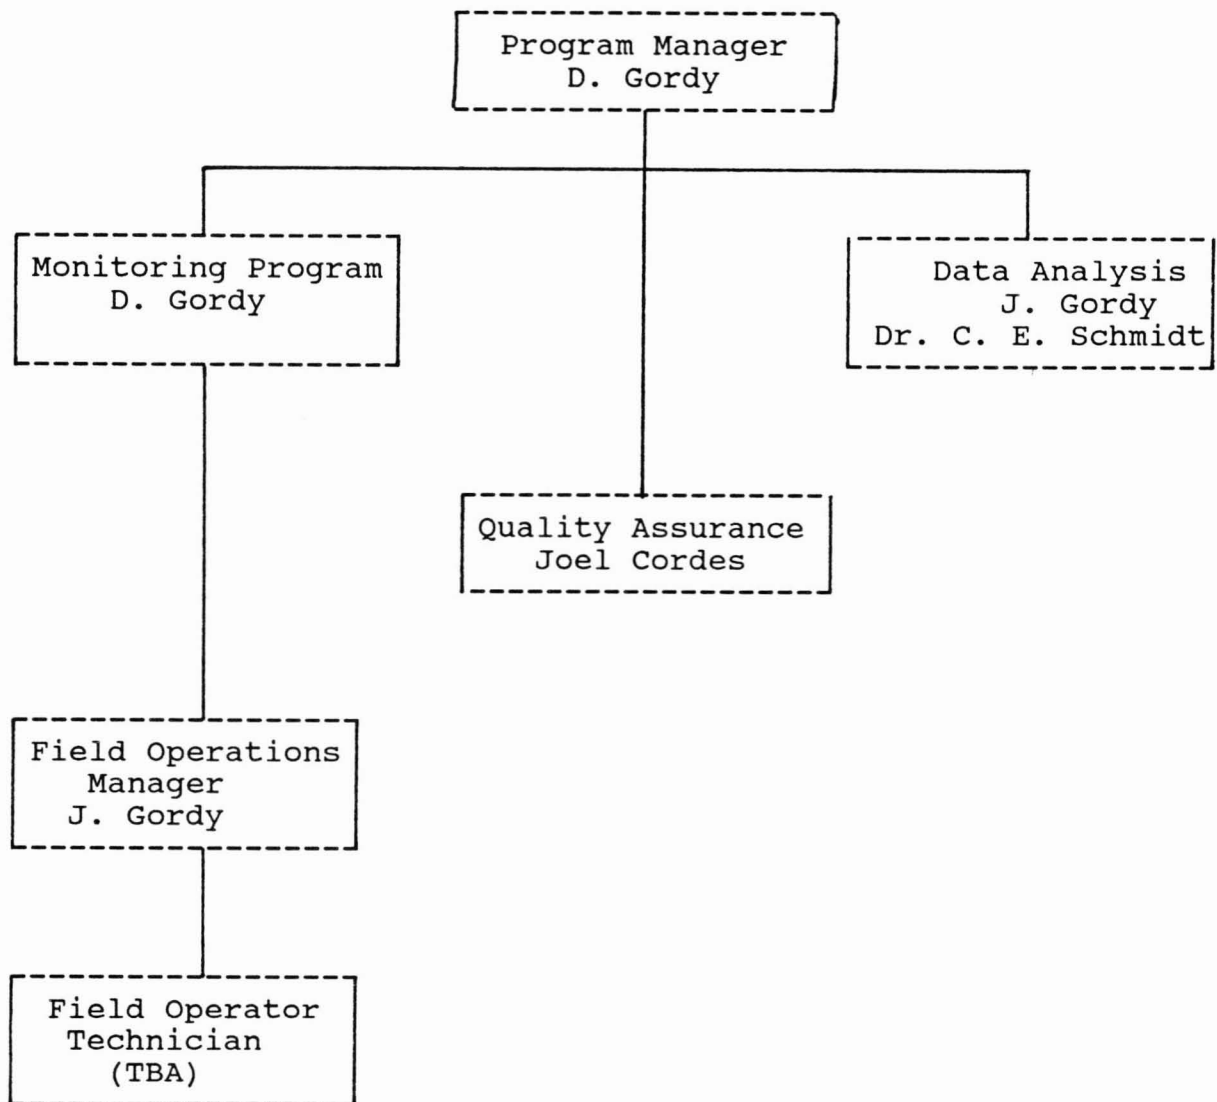 Program Manager
D. Gordy
Monitoring Program
D. Gordy
Data Analysis
J. Gordy
Dr. C. E. Schmidt
Quality Assurance
Joel Cordes
Field Operations
Manager
J. Gordy
Field Operator
Technician
(TBA)